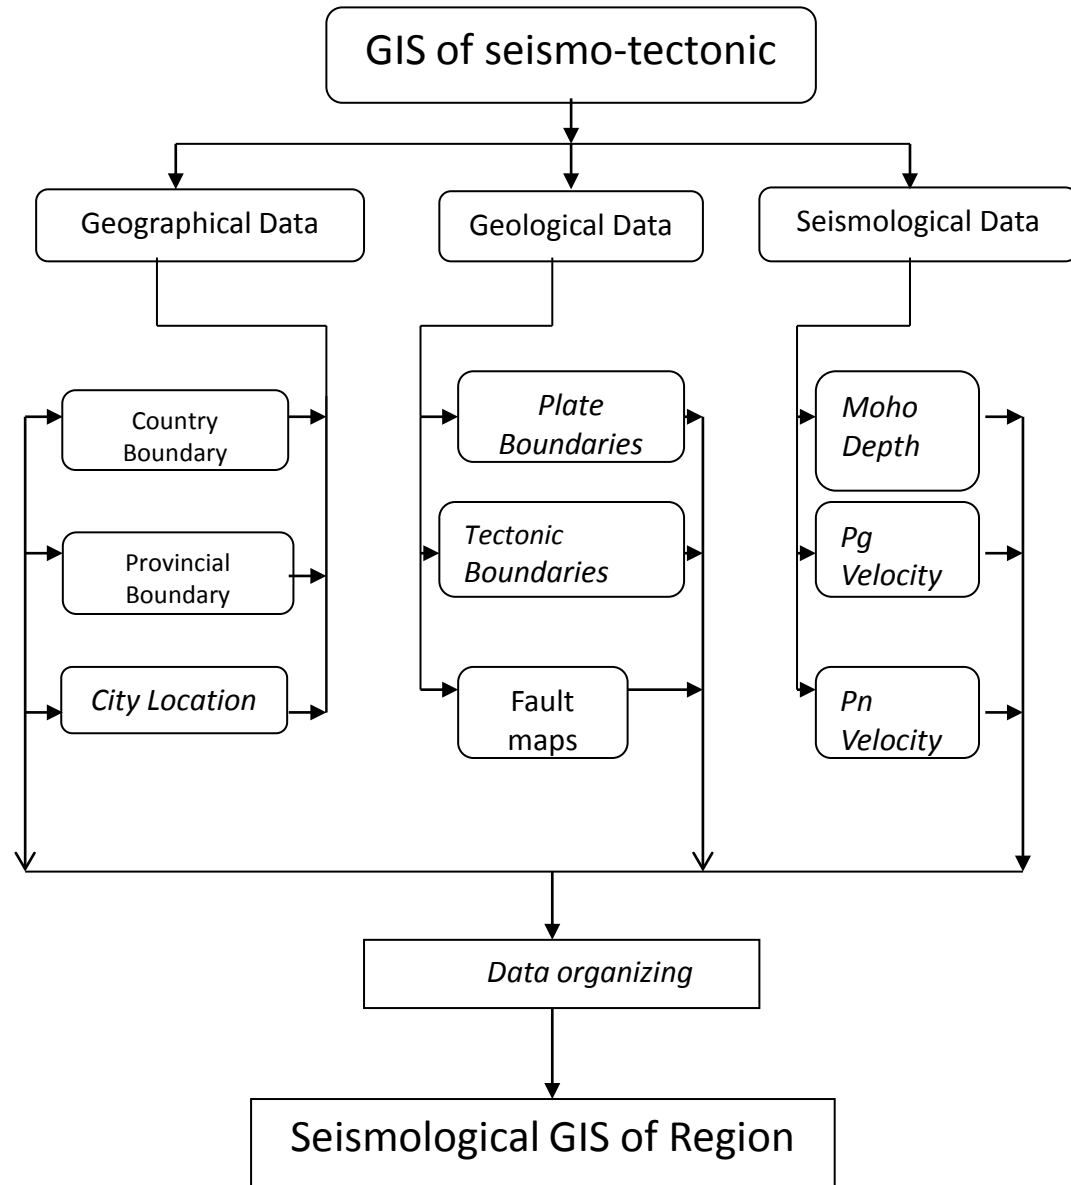 GIS of seismo-tectonic
Geographical Data
Geological Data
Seismological Data
Country
Boundary
Plate
Boundaries
Moho
Depth
Provincial
Boundary
Tectonic
Boundaries
Pg
Velocity
City Location
Fault
maps
Pn
Velocity
Data organizing
Seismological GIS of Region